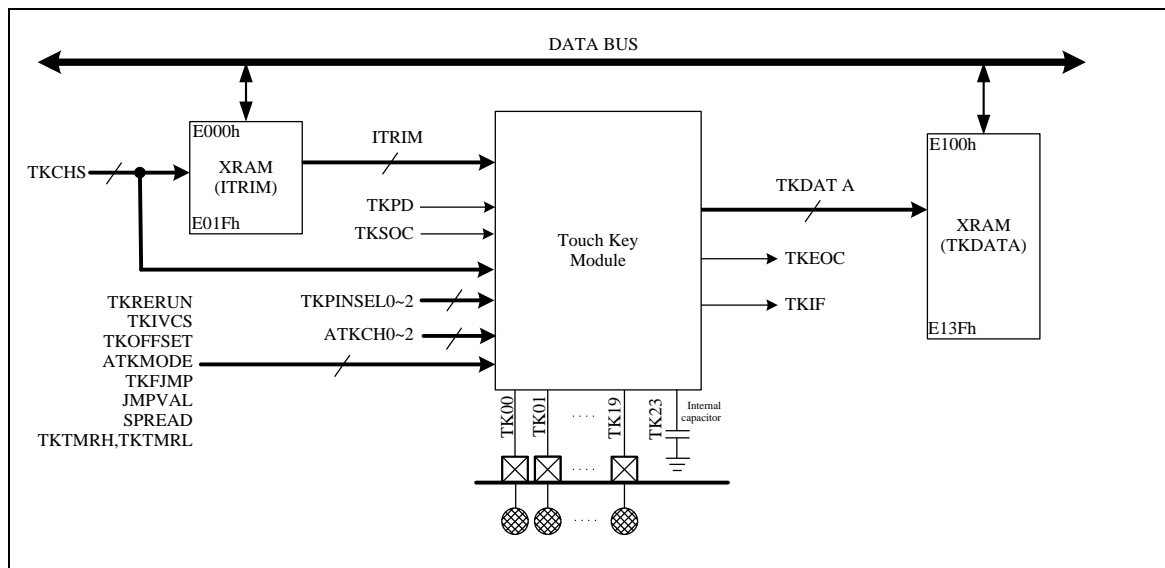 DATA BUS
E000h
XRAM
(ITRIM)
E01Fh
TKCHS
ITRIM
TKPD
TKSOC
TKPINSEL0~2
ATKCH0~2
TKRERUN
TKIVCS
TKOFFSET
ATKMODE
TKFJMP
JMPVAL
SPREAD
TKTMRH,TKTMRL
Touch Key
Module
TKDAT A
TKEOC
TKIF
E100h
XRAM
(TKDATA)
E13Fh
TK00
TK01
. . . .
TK19
TK23
Internal
capacitor
. . . .
. . . .